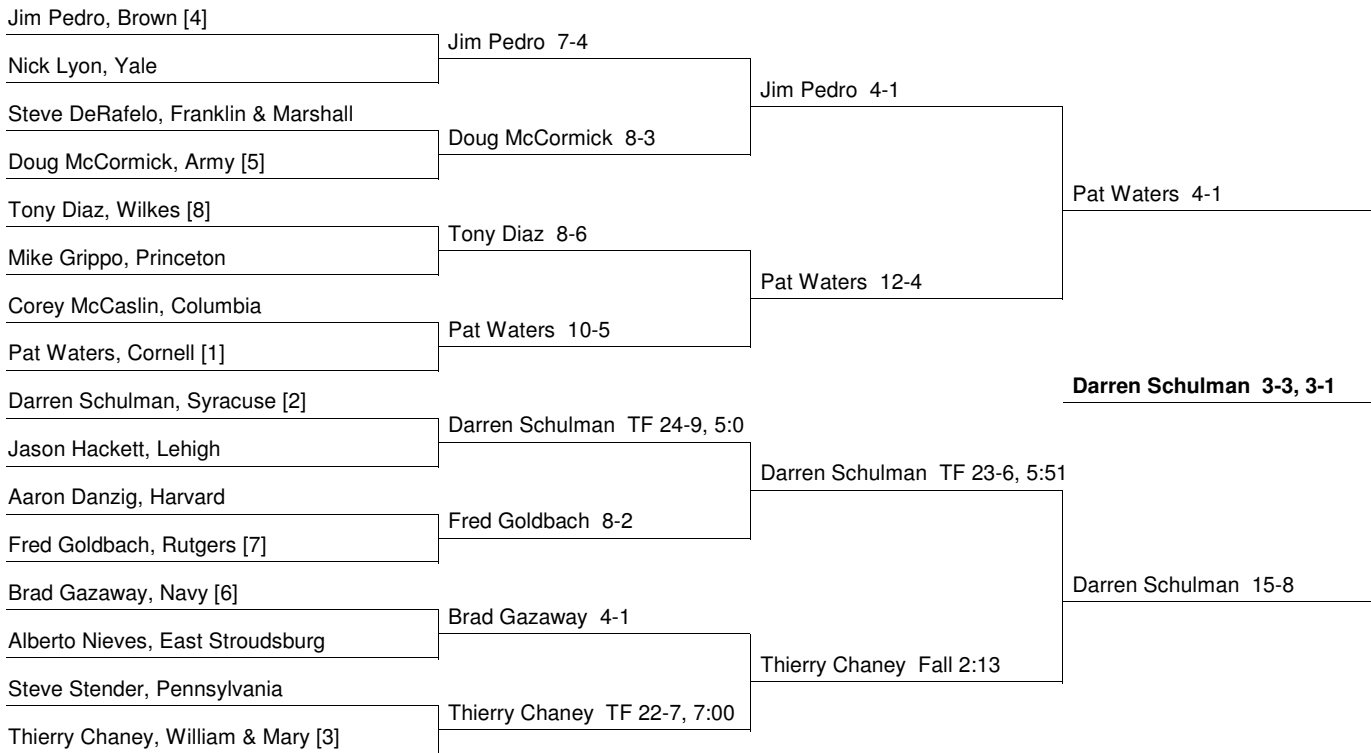 Jim Pedro, Brown [4]
Nick Lyon, Yale
Steve DeRafelo, Franklin & Marshall
Doug McCormick, Army [5]
Tony Diaz, Wilkes [8]
Mike Grippo, Princeton
Corey McCaslin, Columbia
Pat Waters, Cornell [1]
Darren Schulman, Syracuse [2]
Jason Hackett, Lehigh
Aaron Danzig, Harvard
Fred Goldbach, Rutgers [7]
Brad Gazaway, Navy [6]
Alberto Nieves, East Stroudsburg
Steve Stender, Pennsylvania
Thierry Chaney, William & Mary [3]
Jim Pedro 7-4
Doug McCormick 8-3
Tony Diaz 8-6
Pat Waters 10-5
Darren Schulman TF 24-9, 5:0
Fred Goldbach 8-2
Brad Gazaway 4-1
Thierry Chaney TF 22-7, 7:00
Jim Pedro 4-1
Pat Waters 12-4
Darren Schulman TF 23-6, 5:51
Thierry Chaney Fall 2:13
Pat Waters 4-1
Darren Schulman 3-3, 3-1
Darren Schulman 15-8